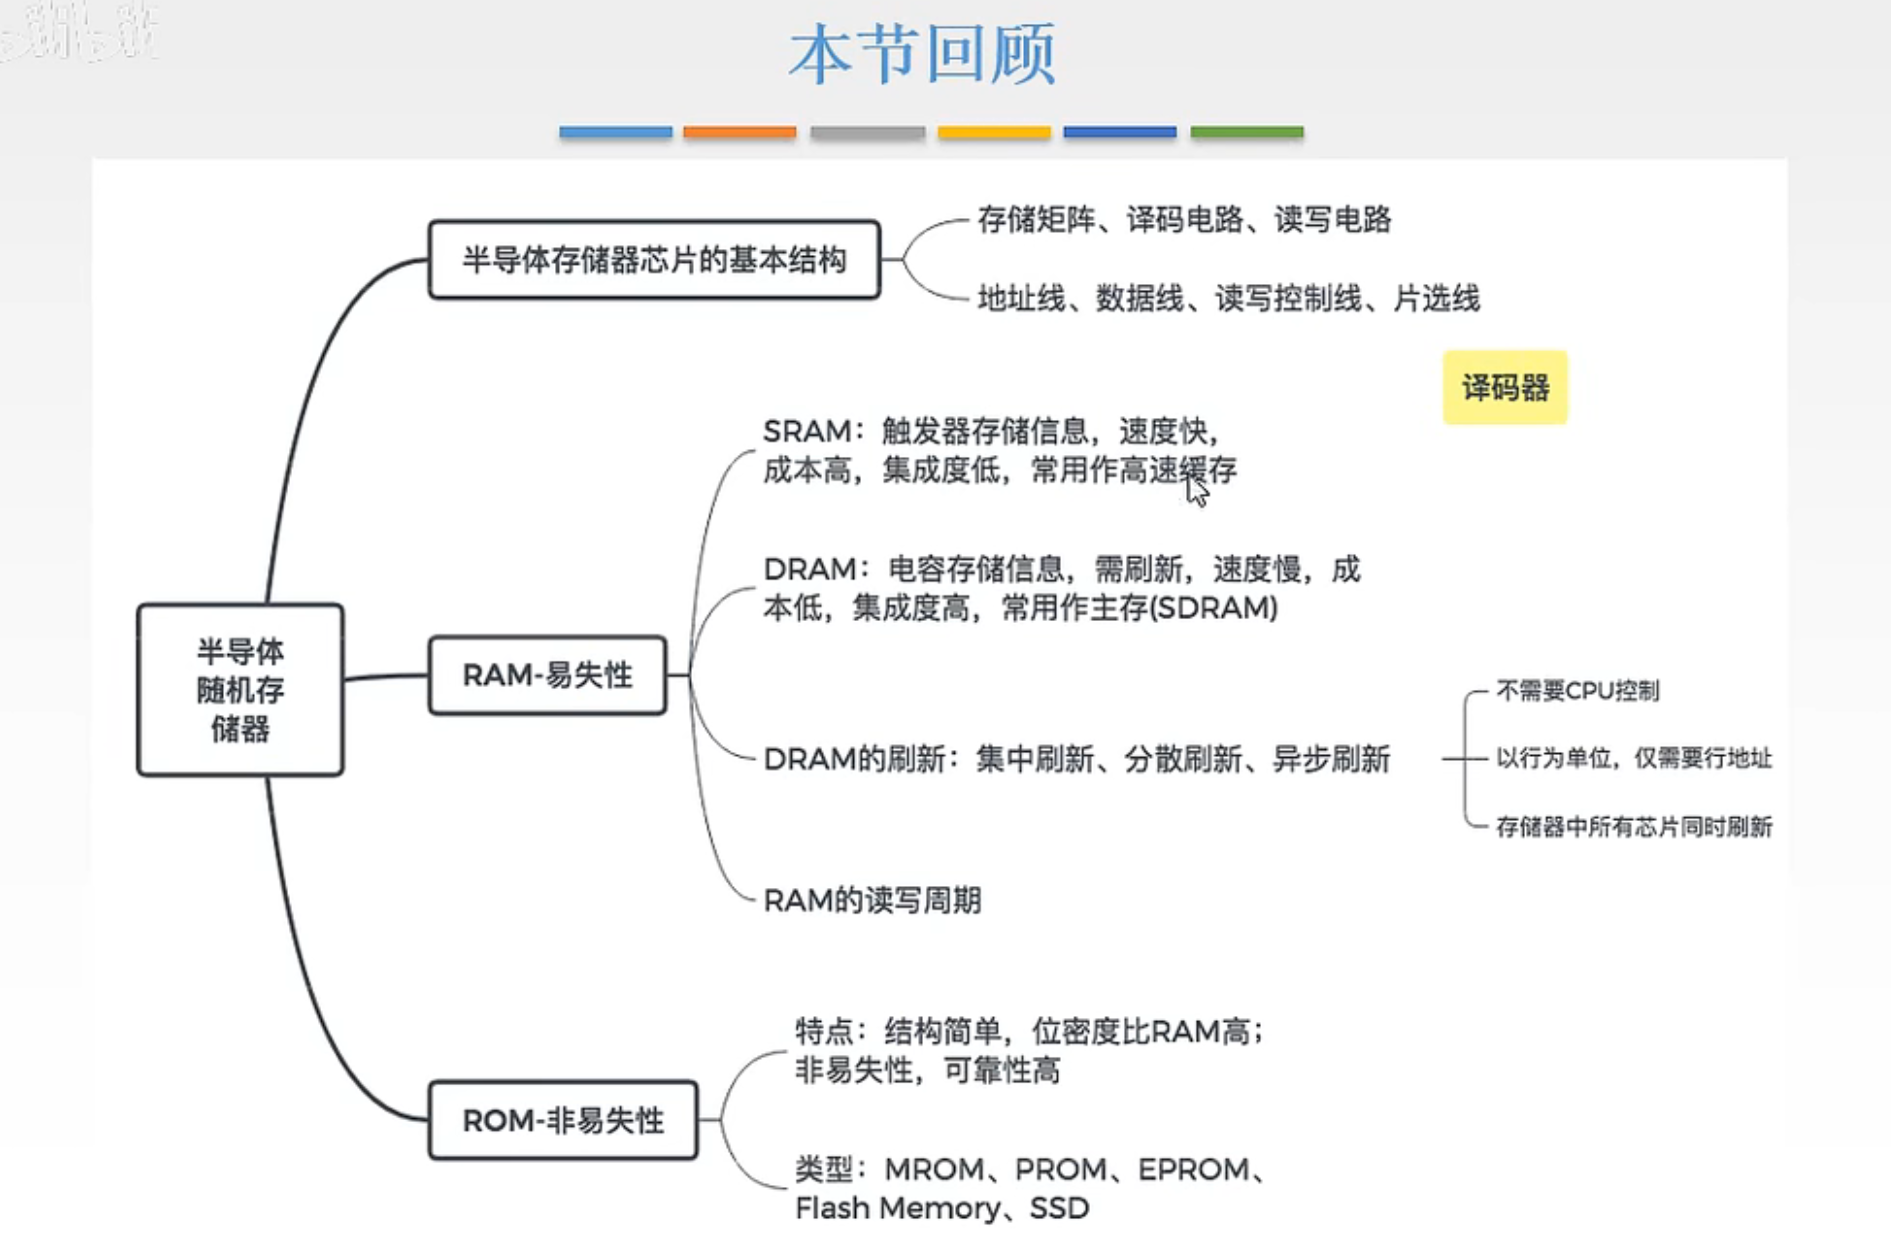 本节回顾
半导体存储器芯片的基本结构
存储矩阵、译码电路、读写电路
地址线、数据线、读写控制线、片选线
译码器
半导体
随机存
储器
RAM-易失性
SRAM：触发器存储信息，速度快，
成本高，集成度低，常用作高速缓存
DRAM：电容存储信息，需刷新，速度慢，成
本低，集成度高，常用作主存(SDRAM)
DRAM的刷新：集中刷新、分散刷新、异步刷新
不需要CPU控制
以行为单位，仅需要行地址
存储器中所有芯片同时刷新
RAM的读写周期
ROM-非易失性
特点：结构简单，位密度比RAM高；
非易失性，可靠性高
类型：MROM、PROM、EPROM、
Flash Memory、SSD